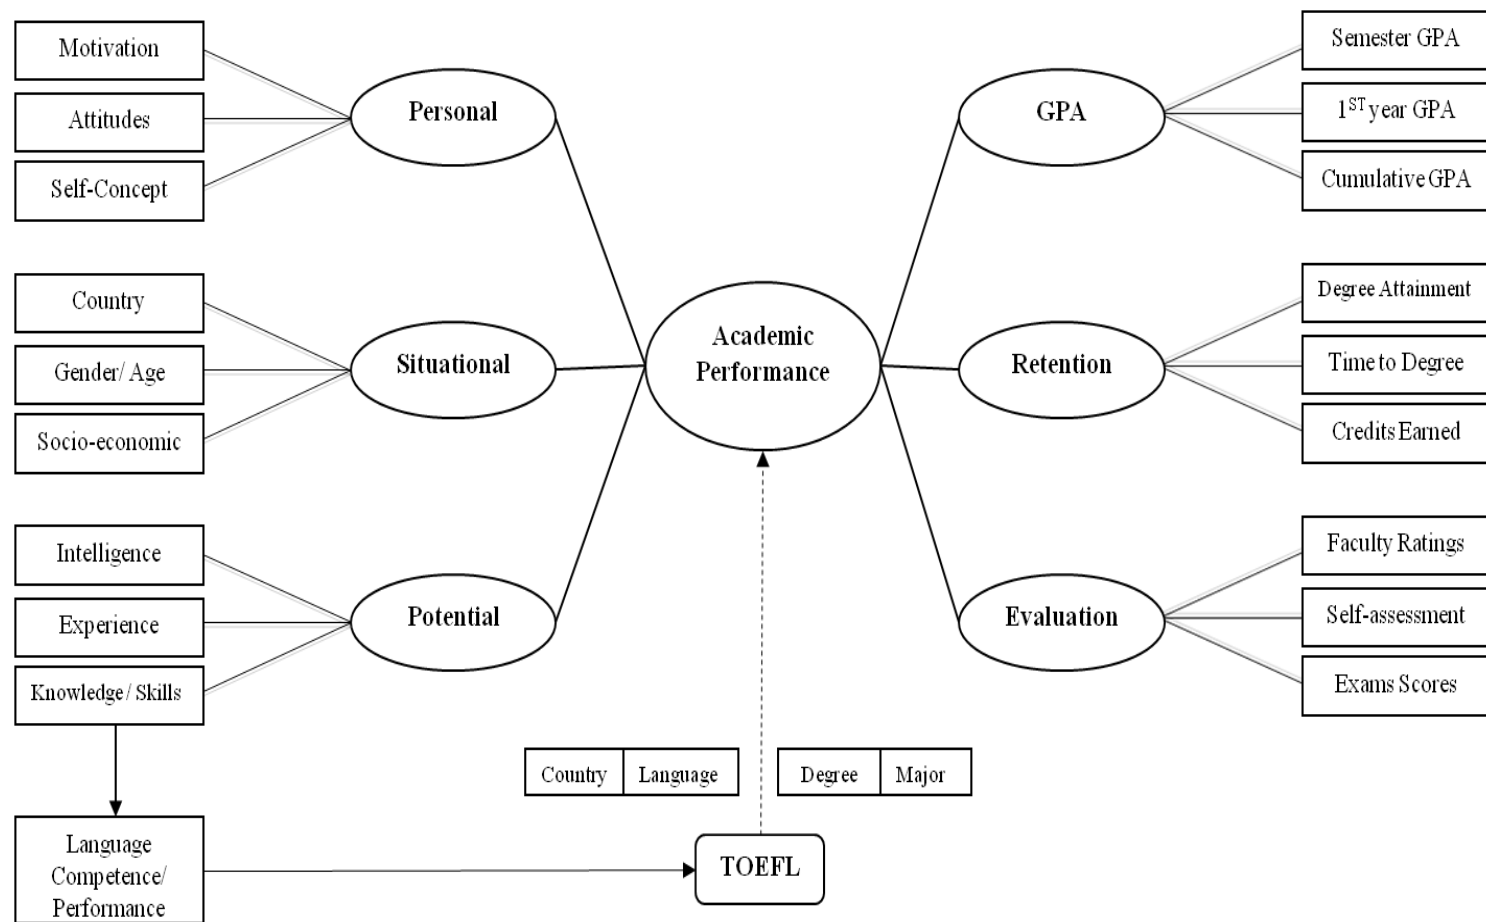 Motivation
Attitudes
Self-Concept
Personal
Country
Gender/ Age
Socio-economic
Situational
Intelligence
Experience
Knowledge/ Skills
Potential
Language
Competence/
Performance
Academic
Performance
Country
Language
Degree
Major
TOEFL
GPA
Semester GPA
1ST year GPA
Cumulative GPA
Retention
Degree Attainment
Time to Degree
Credits Earned
Evaluation
Faculty Ratings
Self-assessment
Exams Scores